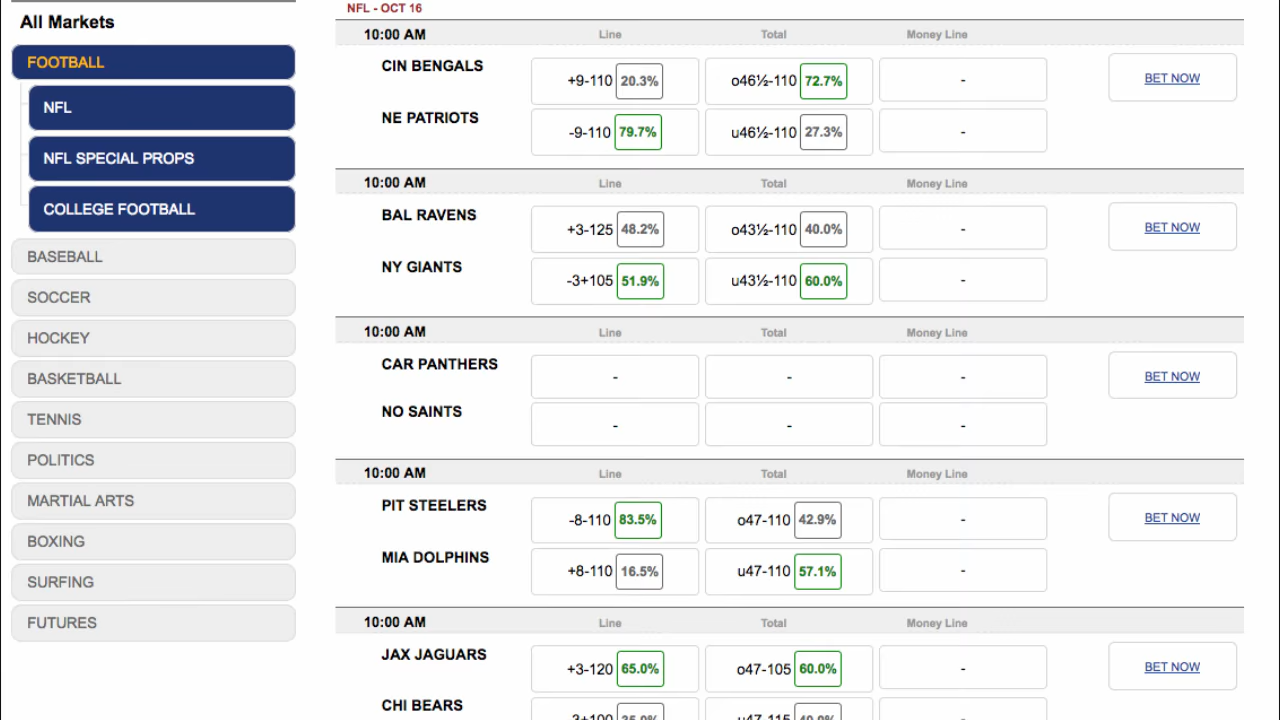 All Markets
FOOTBALL
NFL
NFL SPECIAL PROPS
COLLEGE FOOTBALL
BASEBALL
SOCCER
HOCKEY
BASKETBALL
TENNIS
POLITICS
MARTIAL ARTS
BOXING
SURFING
FUTURES
NFL - OCT 16
10:00 AM Line Total Money Line
CIN BENGALS +9-110 20.3% o46½-110 72.7% - BET NOW
NE PATRIOTS -9-110 79.7% u46½-110 27.3% -
10:00 AM Line Total Money Line
BAL RAVENS +3-125 48.2% o43½-110 40.0% - BET NOW
NY GIANTS -3+105 51.9% u43½-110 60.0% -
10:00 AM Line Total Money Line
CAR PANTHERS - - - BET NOW
NO SAINTS - - -
10:00 AM Line Total Money Line
PIT STEELERS -8-110 83.5% o47-110 42.9% - BET NOW
MIA DOLPHINS +8-110 16.5% u47-110 57.1% -
10:00 AM Line Total Money Line
JAX JAGUARS +3-120 65.0% o47-105 60.0% - BET NOW
CHI BEARS